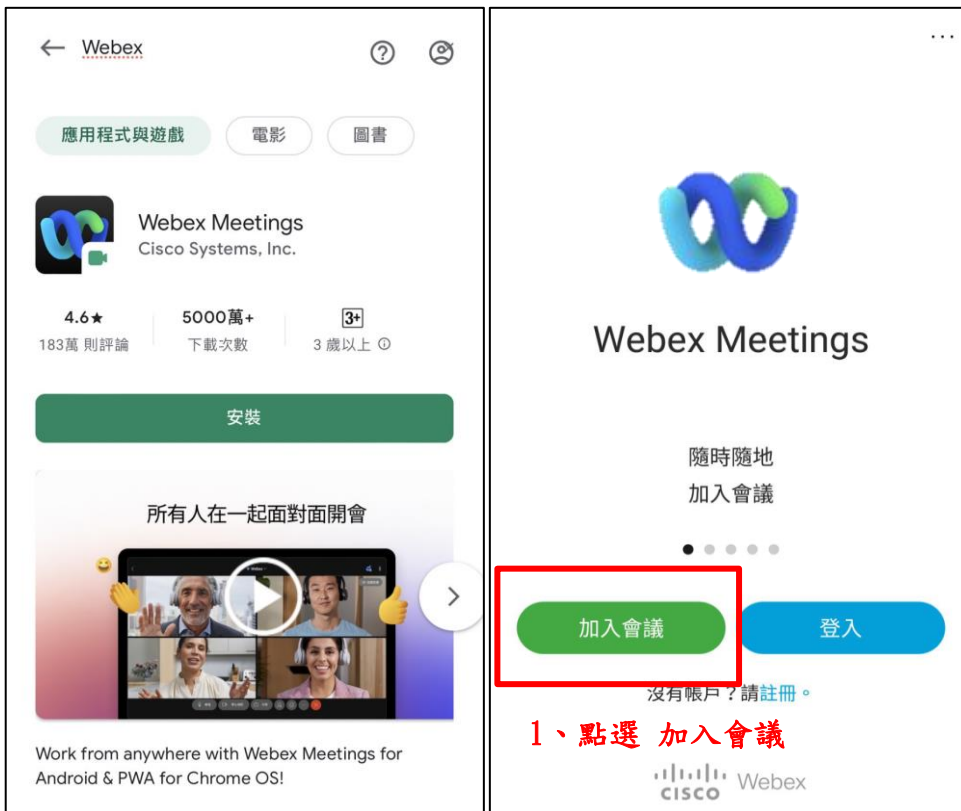 Webex
應用程式與遊戲
電影
圖書
Webex Meetings
Cisco Systems, Inc.
4.6★
183萬 則評論
5000萬+
下載次數
3+
3 歲以上
安裝
所有人在一起面對面開會
Work from anywhere with Webex Meetings for
Android & PWA for Chrome OS!
Webex Meetings
隨時隨地
加入會議
加入會議
登入
沒有帳戶？請註冊。
1、點選 加入會議
CISCO Webex